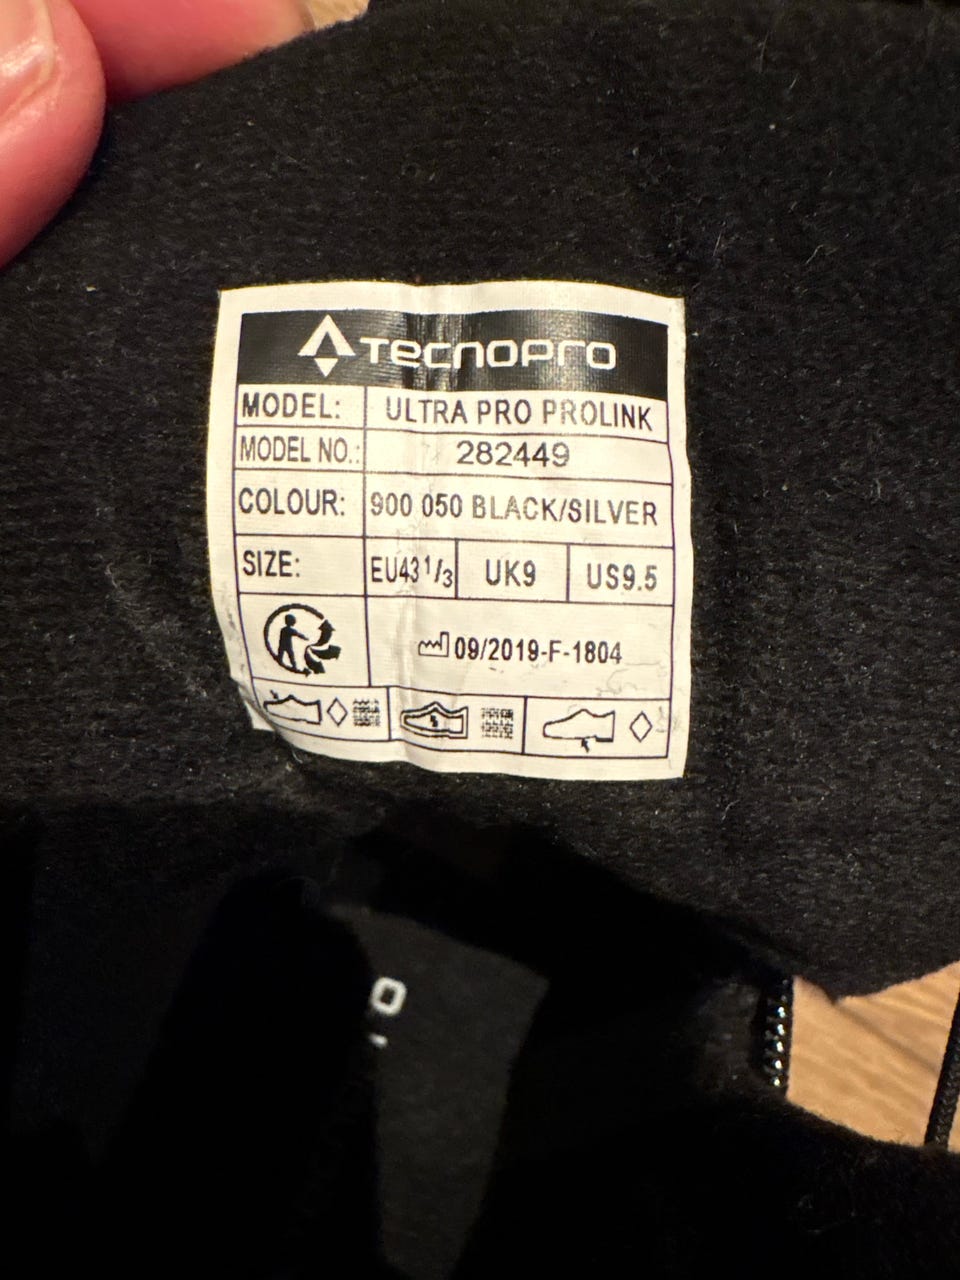 TECNOPRO
MODEL: ULTRA PRO PROLINK
MODEL NO.: 282449
COLOUR: 900 050 BLACK/SILVER
SIZE: EU43 1/3 UK9 US9.5
09/2019-F-1804
O